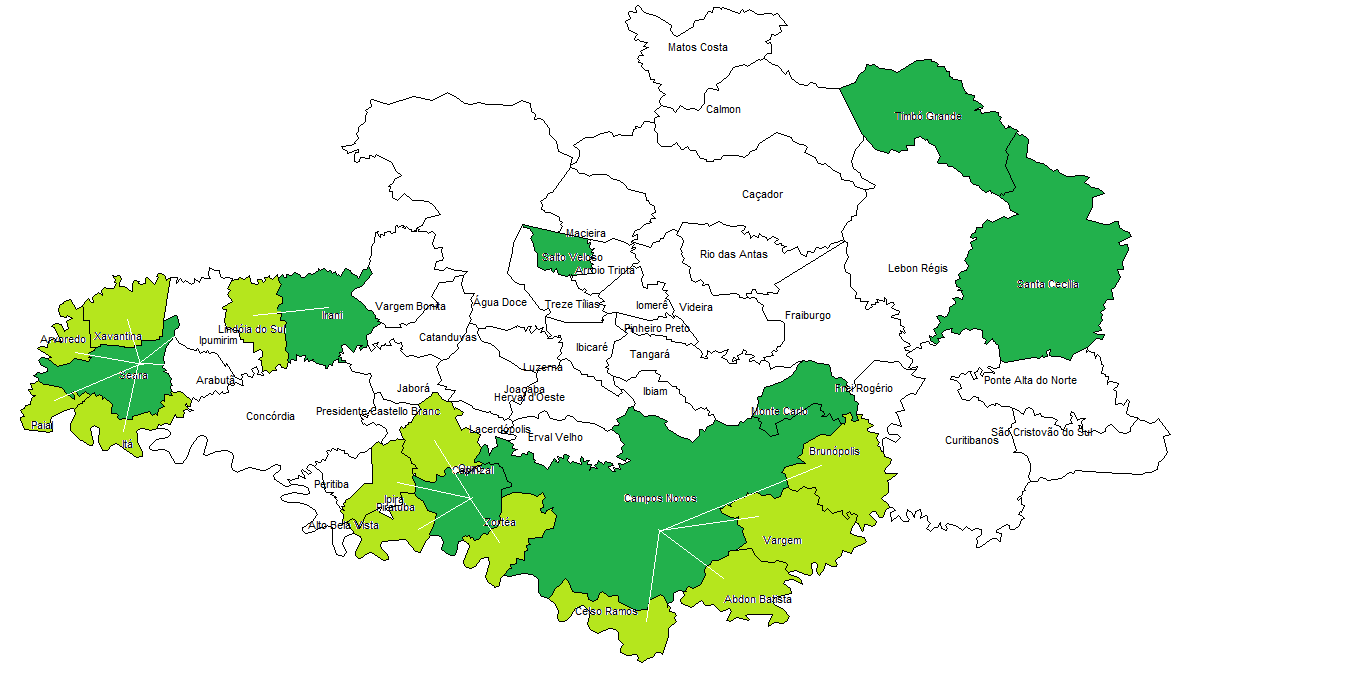 Matos Costa
Calmon
Timbó Grande
Caçador
Macieira
Rio das Antas
Salto Veloso
Arroio Trinta
Lebon Régis
Santa Cecília
Água Doce
Treze Tílias
Iomerê
Videira
Vargem Bonita
Fraiburgo
Irani
Lindóia do Sul
Pinheiro Preto
Xavantina
Arvoredo
Ipumirim
Catanduvas
Ibicaré
Tangará
Luzerna
Seara
Arabutã
Ponte Alta do Norte
Jaborá
Joaçaba
Ibiam
Frei Rogério
Herval d'Oeste
Presidente Castello Branc
Monte Carlo
Concórdia
Paial
Lacerdópolis
Erval Velho
São Cristovão do Sul
Curitibanos
Itá
Brunópolis
Ouro
Capinzal
Peritiba
Ipira
Campos Novos
Piratuba
Alto Bela Vista
Zortéa
Vargem
Abdon Batista
Celso Ramos